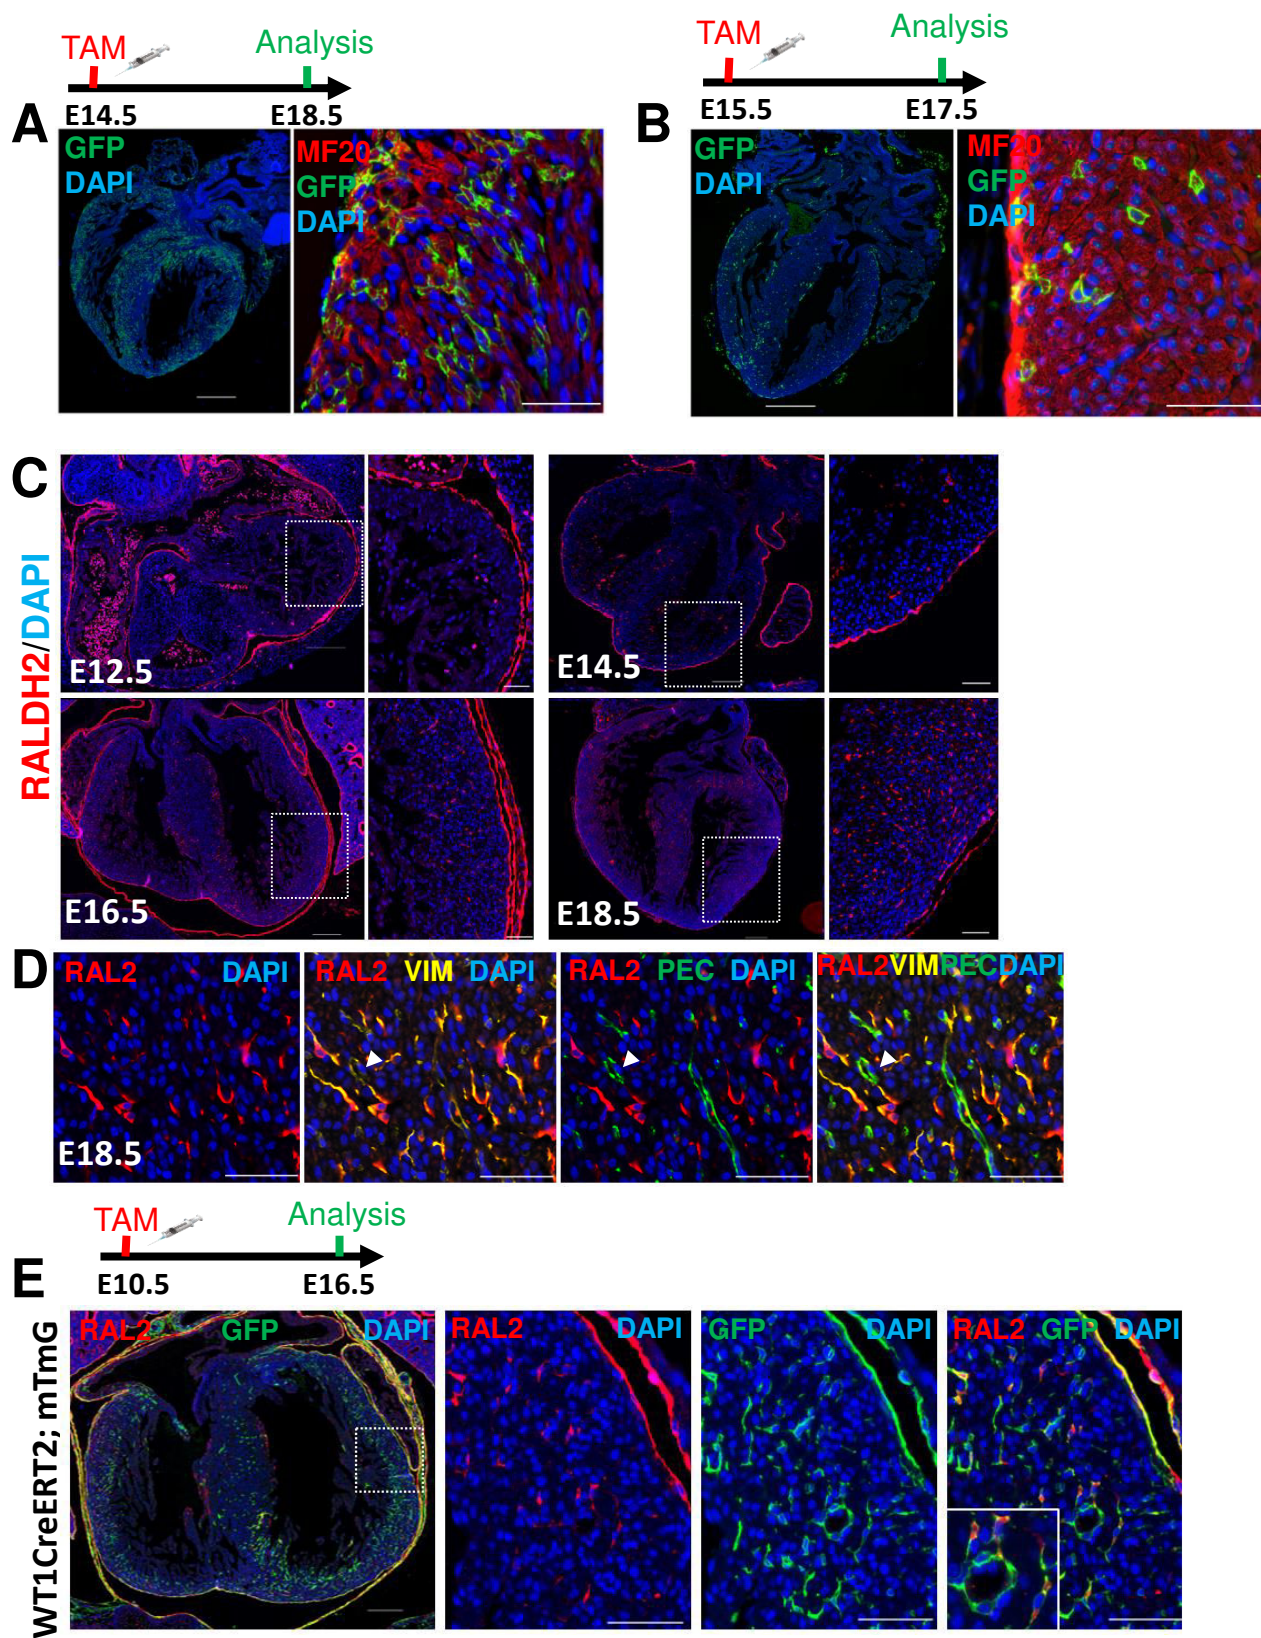 TAM Analysis
E14.5 E18.5
A
GFP
DAPI
MF20
GFP
DAPI
TAM Analysis
E15.5 E17.5
B
GFP
DAPI
MF20
GFP
DAPI
C
RALDH2/DAPI
E12.5
E14.5
E16.5
E18.5
D
RAL2 DAPI
E18.5
RAL2 VIM DAPI
RAL2 PEC DAPI
RAL2VIMPECDAPI
TAM Analysis
E10.5 E16.5
E
WT1CreERT2; mTmG
RAL2 GFP DAPI
RAL2 DAPI
GFP DAPI
RAL2 GFP DAPI